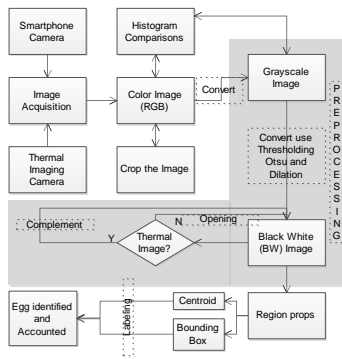 Smartphone
Camera
Histogram
Comparisons
Grayscale
Image
Image
Acquisition
Color Image
(RGB)
Convert
Thermal
Imaging
Camera
Crop the Image
Convert use
Thresholding
Otsu and
Dilation
PREPROCESSING
Complement
Y
Thermal
Image?
N
Opening
Black White
(BW) Image
Egg identified
and
Accounted
Labeling
Centroid
Bounding
Box
Region props